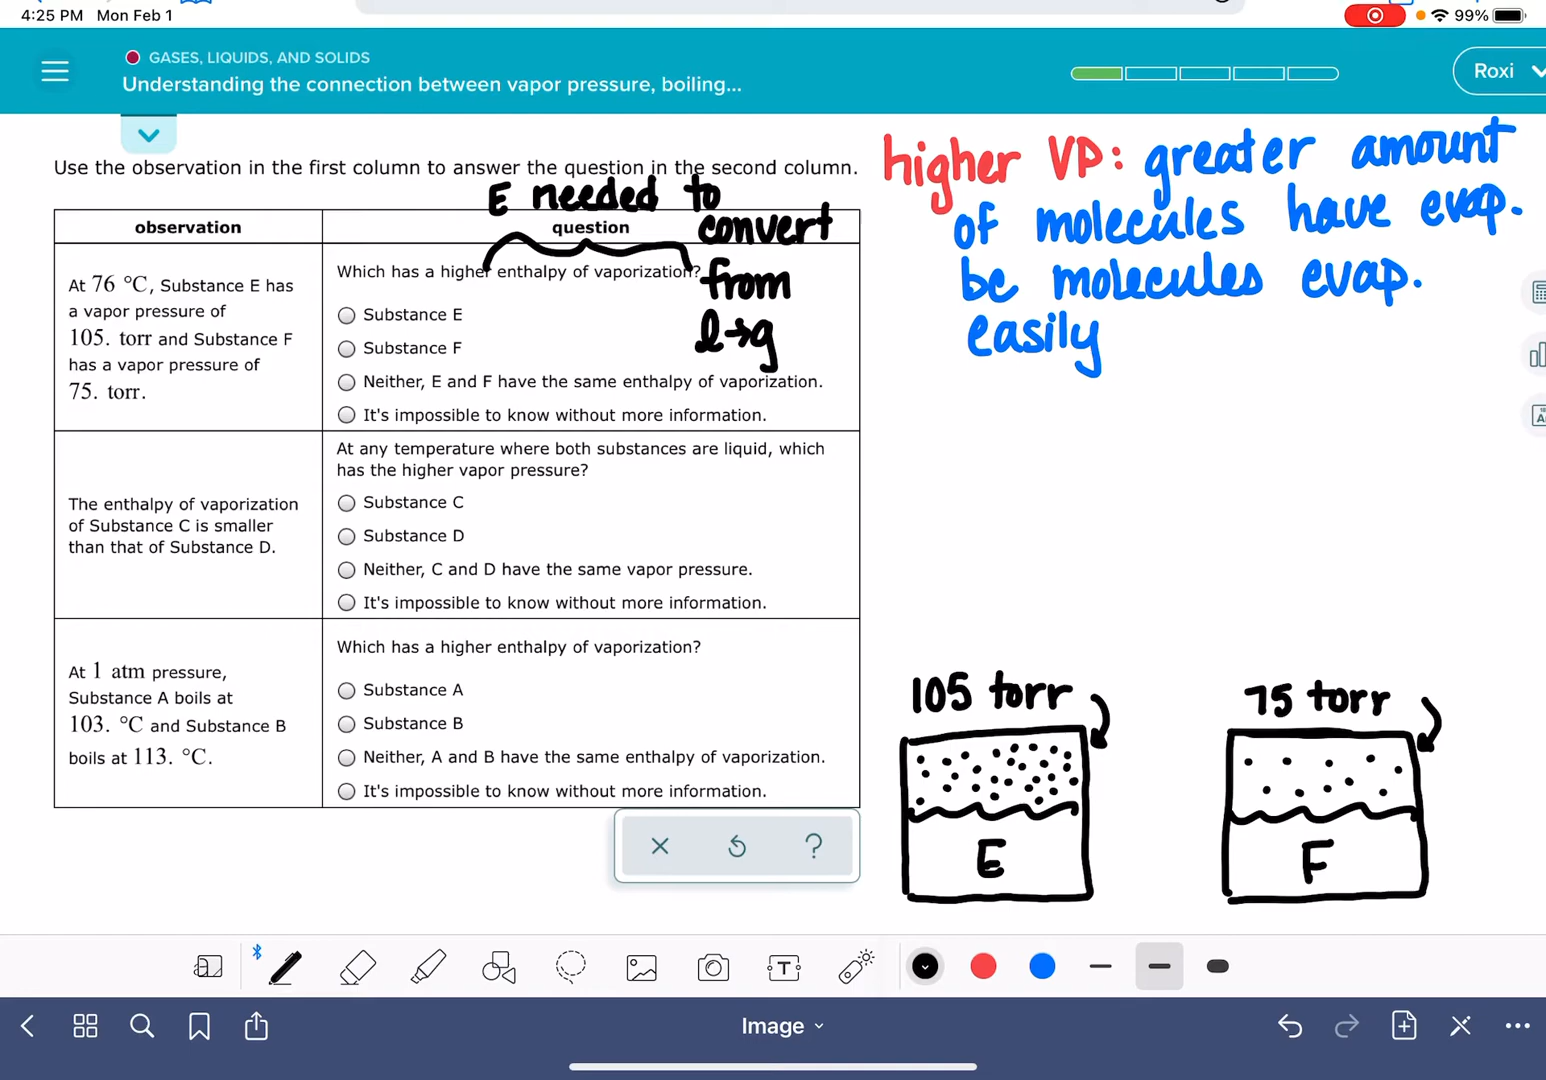 4:25 PM Mon Feb 1
99%
GASES, LIQUIDS, AND SOLIDS
Understanding the connection between vapor pressure, boiling...
Roxi
Use the observation in the first column to answer the question in the second column.
observation
question
At 76 °C, Substance E has
a vapor pressure of
105. torr and Substance F
has a vapor pressure of
75. torr.
Which has a higher enthalpy of vaporization?
Substance E
Substance F
Neither, E and F have the same enthalpy of vaporization.
It's impossible to know without more information.
E needed to
convert
from
l→g
The enthalpy of vaporization
of Substance C is smaller
than that of Substance D.
At any temperature where both substances are liquid, which
has the higher vapor pressure?
Substance C
Substance D
Neither, C and D have the same vapor pressure.
It's impossible to know without more information.
At 1 atm pressure,
Substance A boils at
103. °C and Substance B
boils at 113. °C.
Which has a higher enthalpy of vaporization?
Substance A
Substance B
Neither, A and B have the same enthalpy of vaporization.
It's impossible to know without more information.
higher VP: greater amount
of molecules have evap.
bc molecules evap.
easily
105 torr
75 torr
E
F
?
T
Image